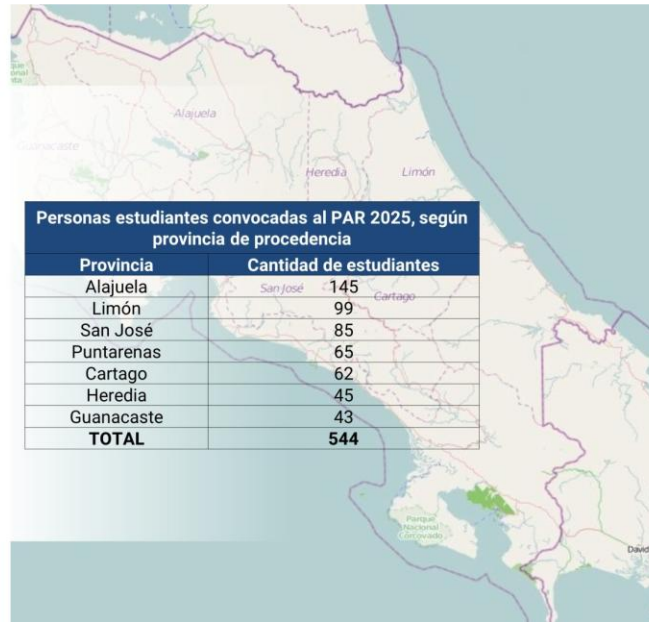 Alajuela
Guanacaste
Heredia
Limón
Personas estudiantes convocadas al PAR 2025, según
provincia de procedencia
Provincia Cantidad de estudiantes
Alajuela 145
Limón 99
San José 85
Puntarenas 65
Cartago 62
Heredia 45
Guanacaste 43
TOTAL 544
San José
Cartago
Parque
Nacional
Corcovado
David